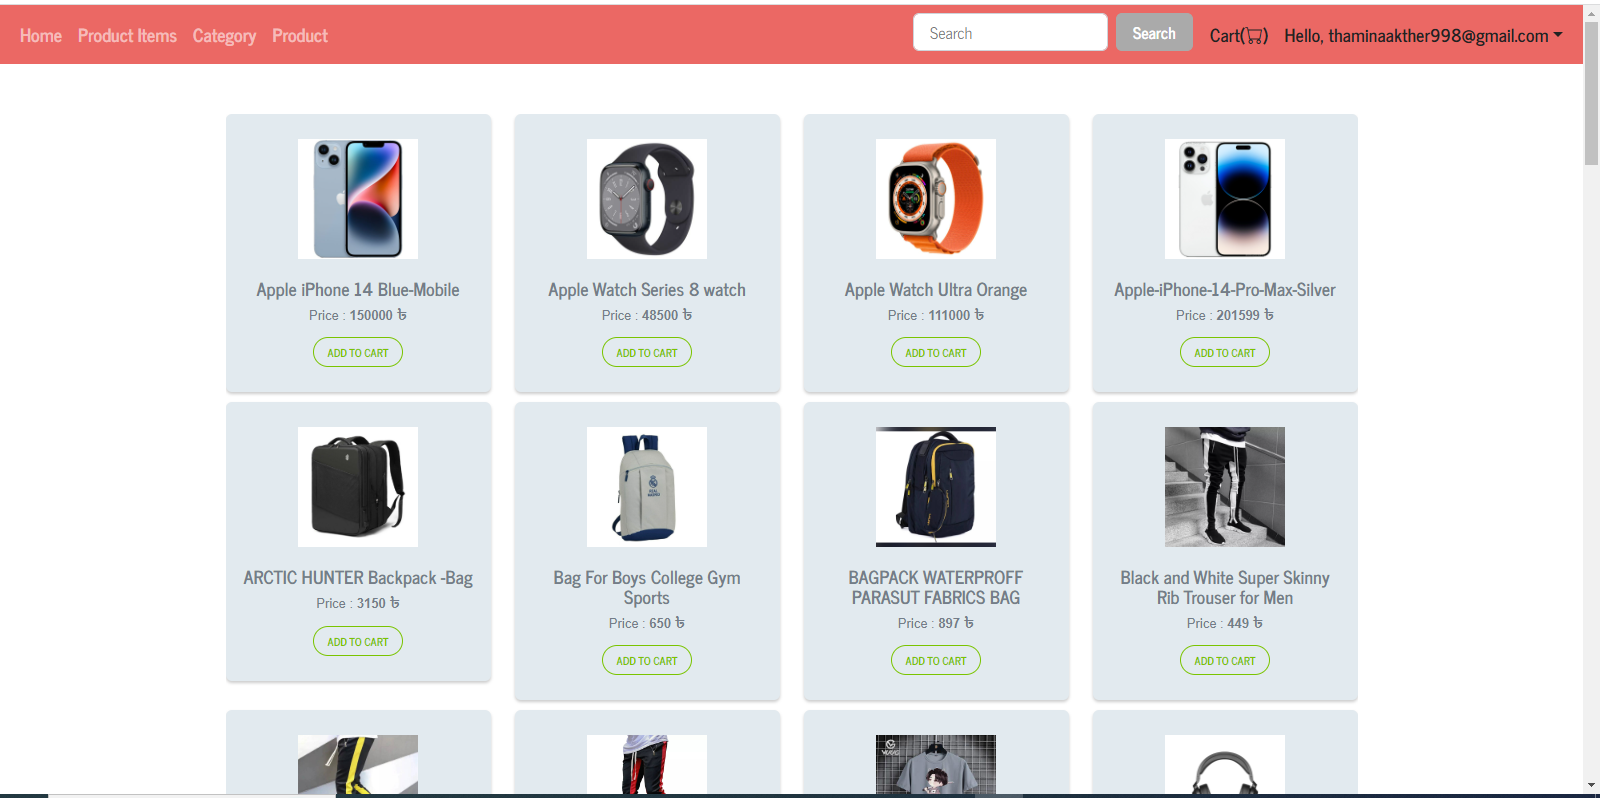 Home Product Items Category Product Search Search Cart( ) Hello, thaminaakther998@gmail.com
Apple iPhone 14 Blue-Mobile
Price : 150000 ৳
ADD TO CART
Apple Watch Series 8 watch
Price : 48500 ৳
ADD TO CART
Apple Watch Ultra Orange
Price : 111000 ৳
ADD TO CART
Apple-iPhone-14-Pro-Max-Silver
Price : 201599 ৳
ADD TO CART
ARCTIC HUNTER Backpack -Bag
Price : 3150 ৳
ADD TO CART
REAL
MADRID
Bag For Boys College Gym
Sports
Price : 650 ৳
ADD TO CART
BAGPACK WATERPROFF
PARASUT FABRICS BAG
Price : 897 ৳
ADD TO CART
Black and White Super Skinny
Rib Trouser for Men
Price : 449 ৳
ADD TO CART